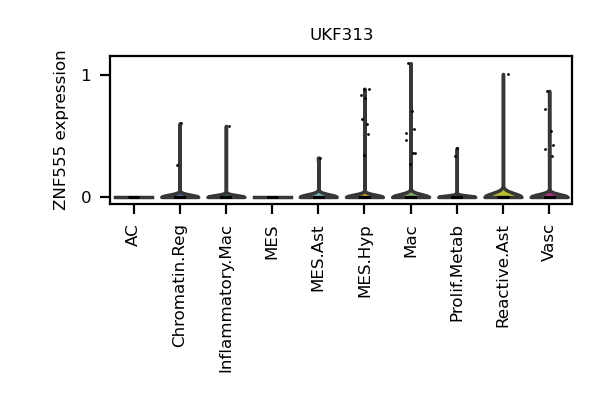 UKF313
ZNF555 expression
1
0
AC
Chromatin.Reg
Inflammatory.Mac
MES
MES.Ast
MES.Hyp
Mac
Prolif.Metab
Reactive.Ast
Vasc